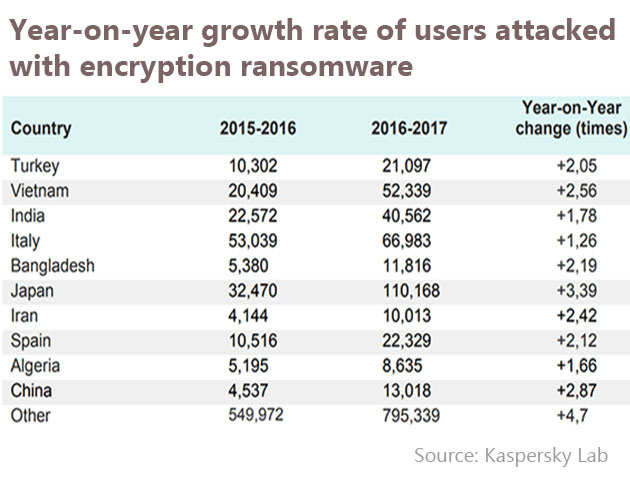 Year-on-year growth rate of users attacked
with encryption ransomware
Year-on-Year
Country 2015-2016 2016-2017 change (times)
Turkey 10,302 21,097 +2,05
Vietnam 20,409 52,339 +2,56
India 22,572 40,562 +1,78
Italy 53,039 66,983 +1,26
Bangladesh 5,380 11,816 +2,19
Japan 32,470 110,168 +3,39
Iran 4,144 10,013 +2,42
Spain 10,516 22,329 +2,12
Algeria 5,195 8,635 +1,66
China 4,537 13,018 +2,87
Other 549,972 795,339 +4,7
Source: Kaspersky Lab